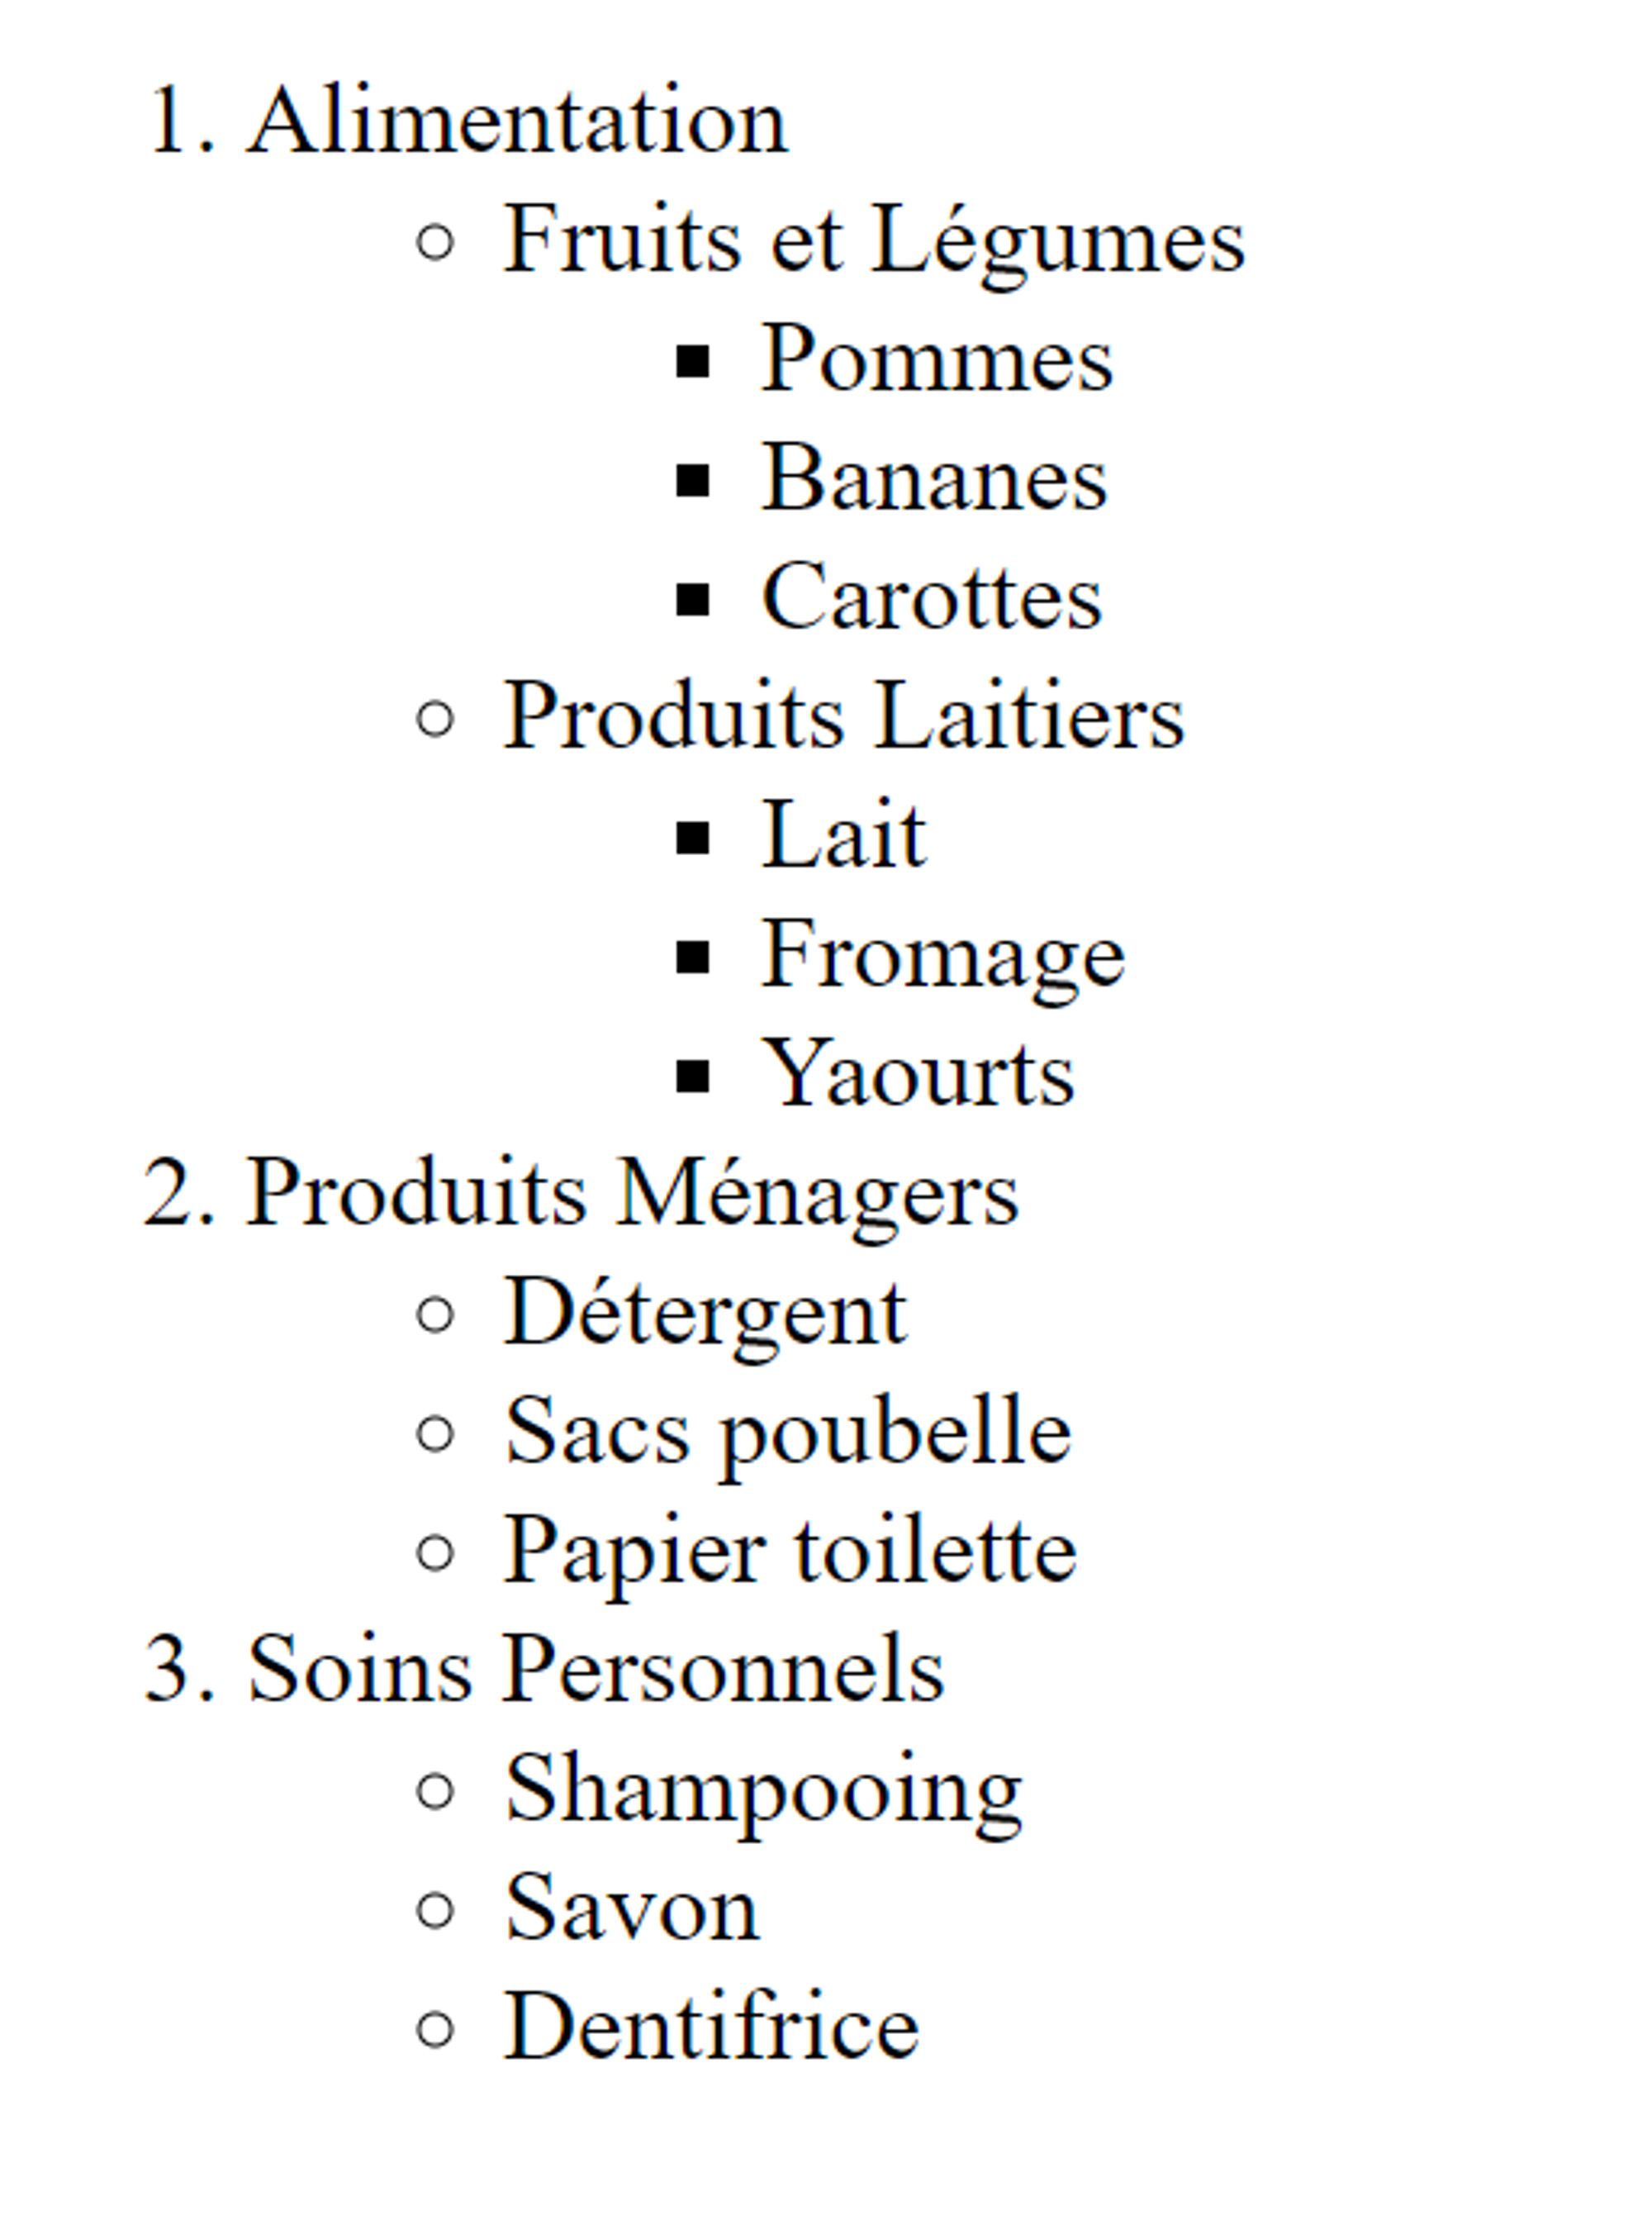 1. Alimentation
○ Fruits et Légumes
■ Pommes
■ Bananes
■ Carottes
○ Produits Laitiers
■ Lait
■ Fromage
■ Yaourts
2. Produits Ménagers
○ Détergent
○ Sacs poubelle
○ Papier toilette
3. Soins Personnels
○ Shampooing
○ Savon
○ Dentifrice